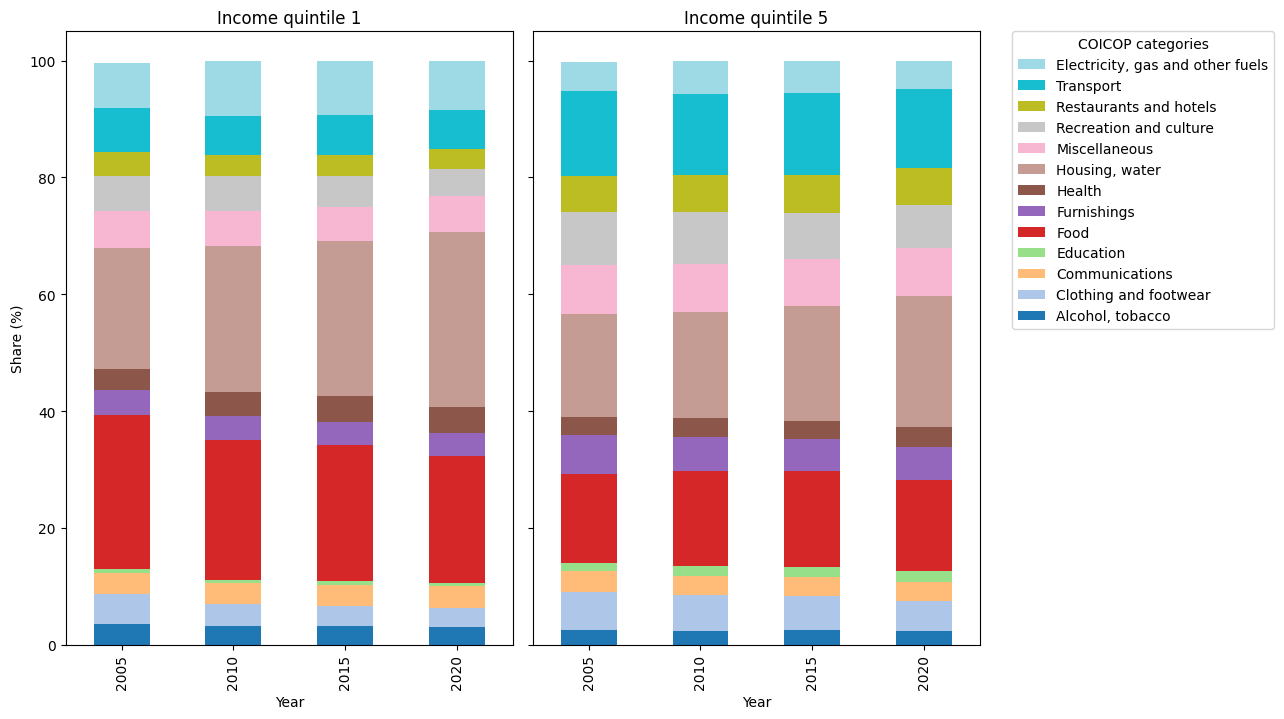 Income quintile 1
Income quintile 5
Share (%)
100
80
60
40
20
0
2005
2010
2015
2020
Year
2005
2010
2015
2020
Year
COICOP categories
Electricity, gas and other fuels
Transport
Restaurants and hotels
Recreation and culture
Miscellaneous
Housing, water
Health
Furnishings
Food
Education
Communications
Clothing and footwear
Alcohol, tobacco